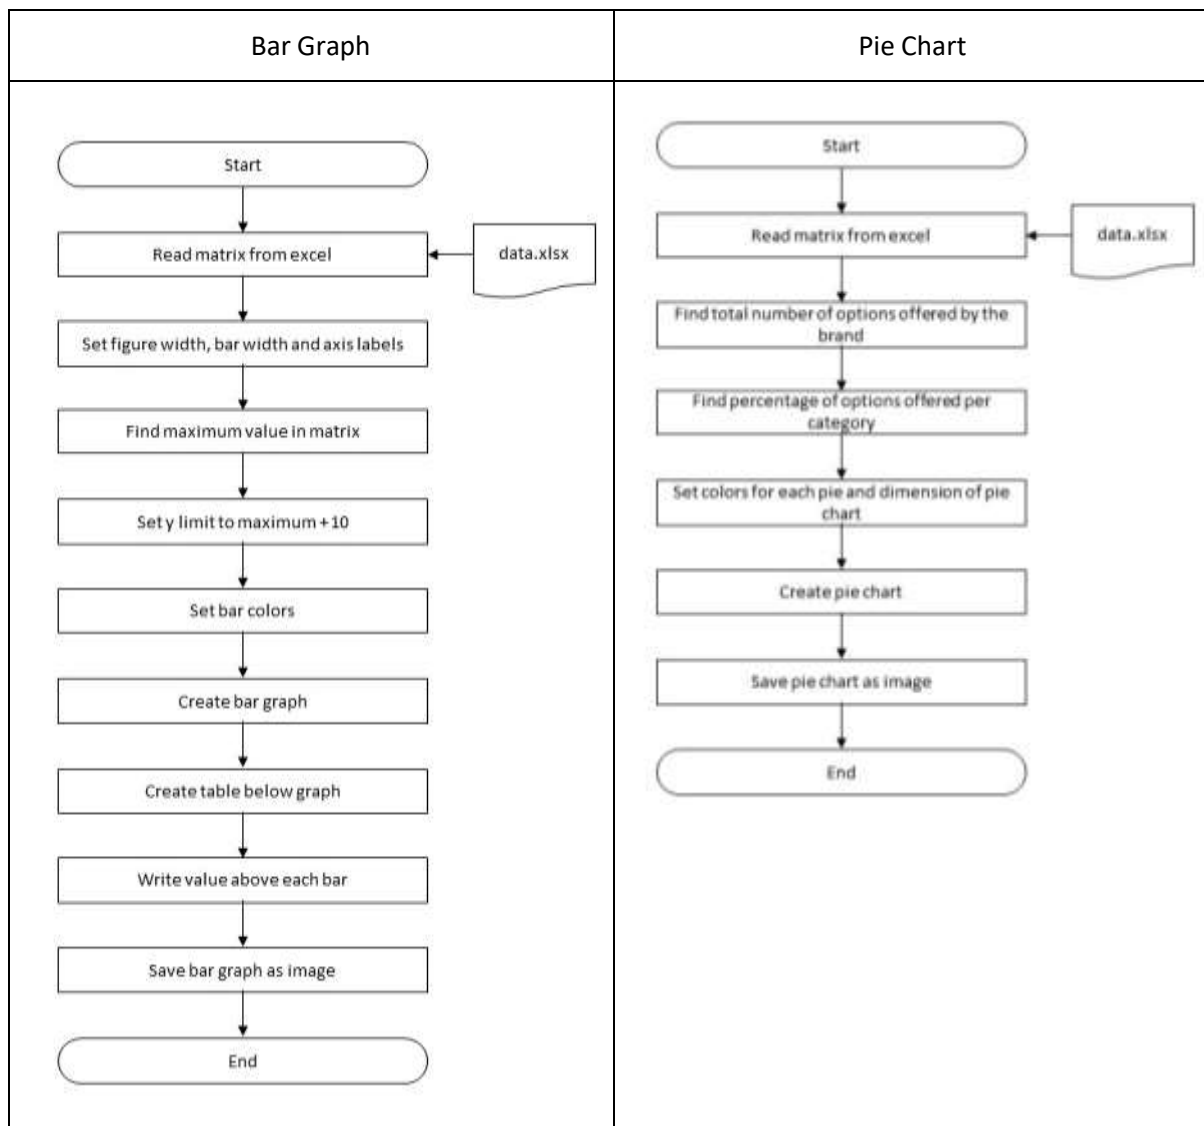 Bar Graph
Start
Read matrix from excel
data.xlsx
Set figure width, bar width and axis labels
Find maximum value in matrix
Set y limit to maximum + 10
Set bar colors
Create bar graph
Create table below graph
Write value above each bar
Save bar graph as image
End
Pie Chart
Start
Read matrix from excel
data.xlsx
Find total number of options offered by the
brand
Find percentage of options offered per
category
Set colors for each pie and dimension of pie
chart
Create pie chart
Save pie chart as image
End